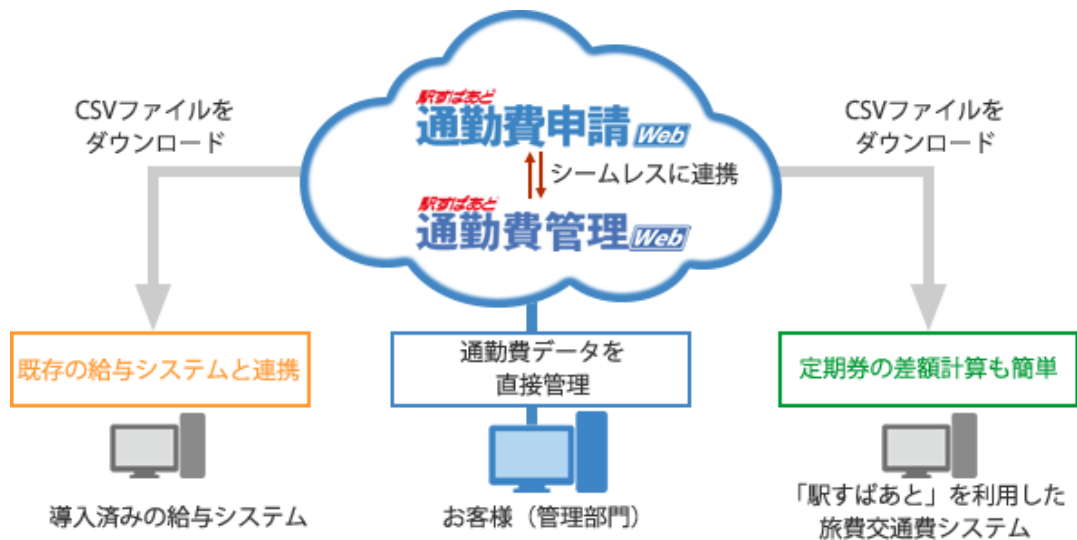 CSVファイルを
ダウンロード
駅すぱあと
通勤費申請Web
シームレスに連携
駅すぱあと
通勤費管理Web
CSVファイルを
ダウンロード
既存の給与システムと連携
通勤費データを
直接管理
定期券の差額計算も簡単
導入済みの給与システム
お客様（管理部門）
「駅すぱあと」を利用した
旅費交通費システム